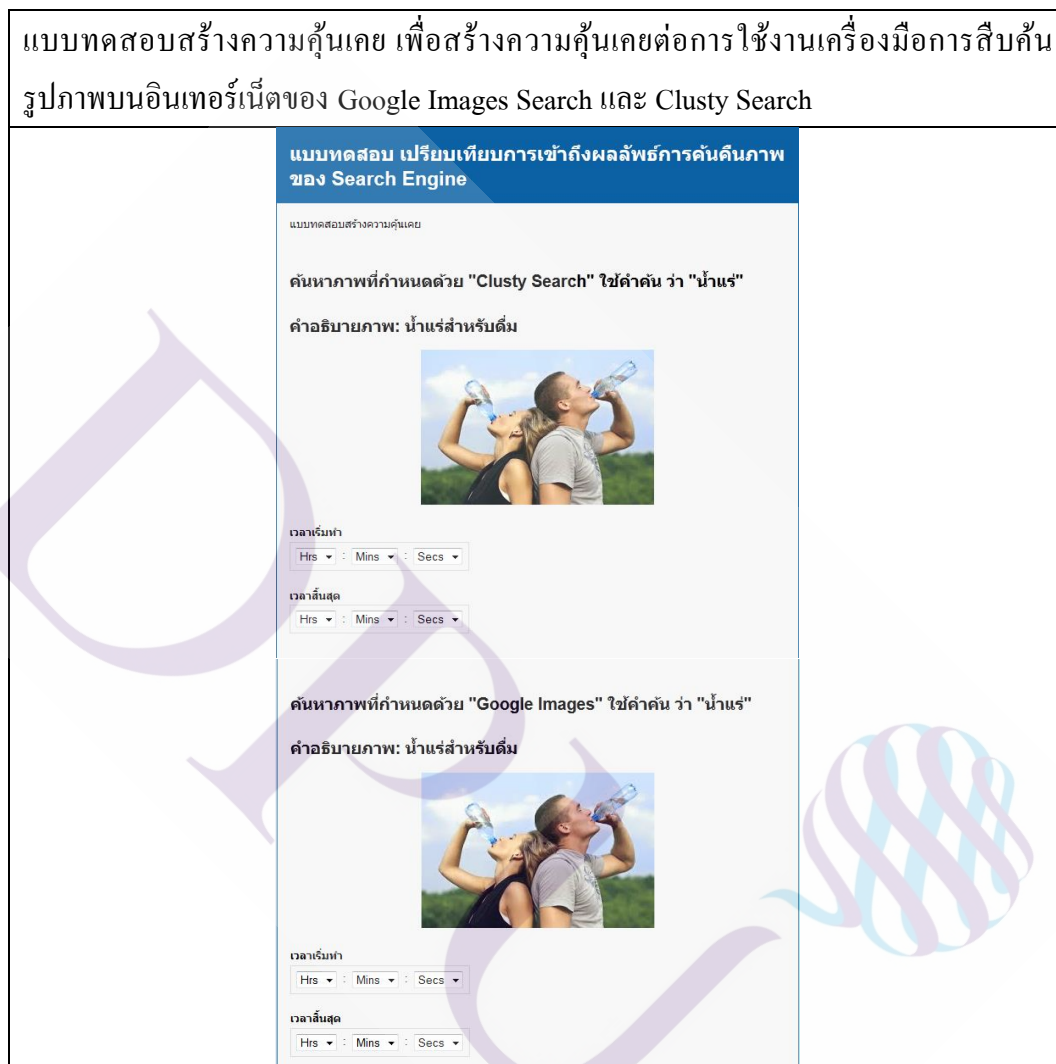 แบบทดสอบสร้างความคุ้นเคย เพื่อสร้างความคุ้นเคยต่อการใช้งานเครื่องมือการสืบค้น
รูปภาพบนอินเทอร์เน็ตของ Google Images Search และ Clusty Search
แบบทดสอบ เปรียบเทียบการเข้าถึงผลลัพธ์การค้นคืนภาพ
ของ Search Engine
แบบทดสอบสร้างความคุ้นเคย
ค้นหาภาพที่กำหนดด้วย "Clusty Search" ใช้คำค้น ว่า "น้ำแร่"
คำอธิบายภาพ: น้ำแร่สำหรับดื่ม
เวลาเริ่มทำ
Hrs : Mins : Secs
เวลาสิ้นสุด
Hrs : Mins : Secs
ค้นหาภาพที่กำหนดด้วย "Google Images" ใช้คำค้น ว่า "น้ำแร่"
คำอธิบายภาพ: น้ำแร่สำหรับดื่ม
เวลาเริ่มทำ
Hrs : Mins : Secs
เวลาสิ้นสุด
Hrs : Mins : Secs
DPU